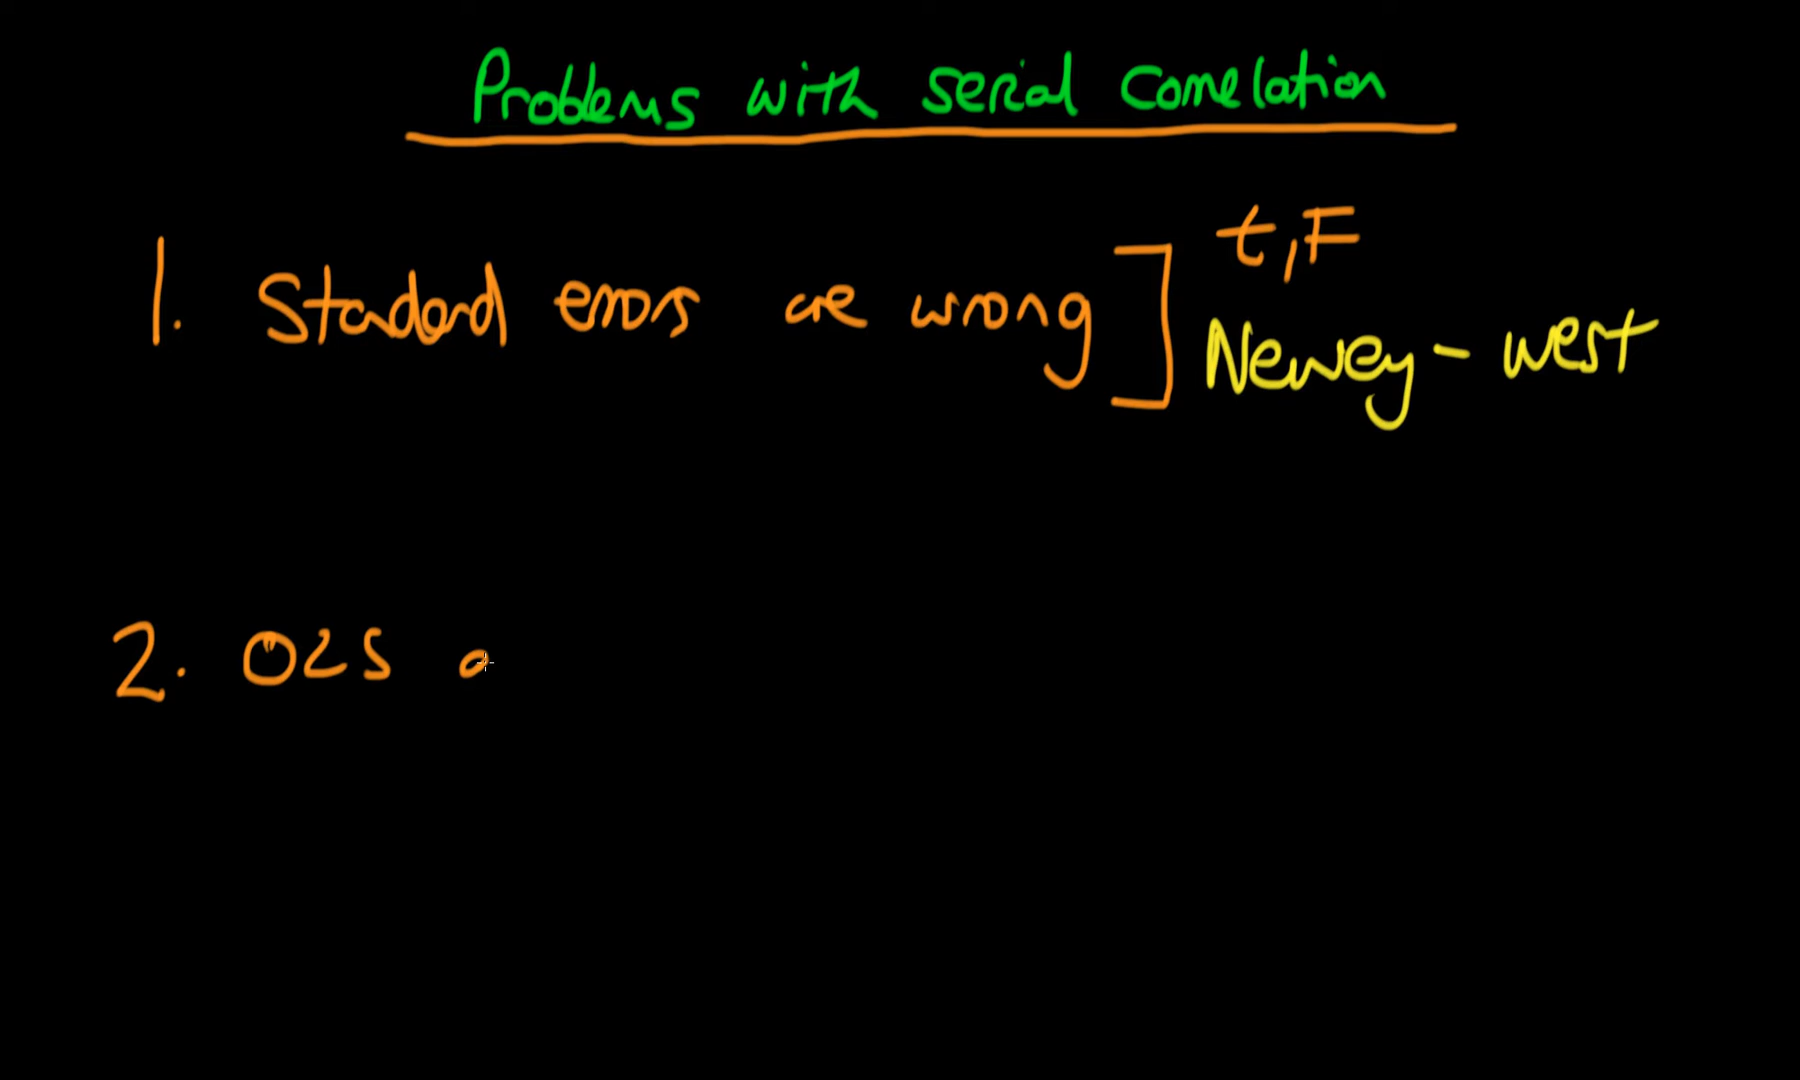 Problems with serial correlation
1. Standard errors are wrong ] t, F
Newey - west
2. OLS a